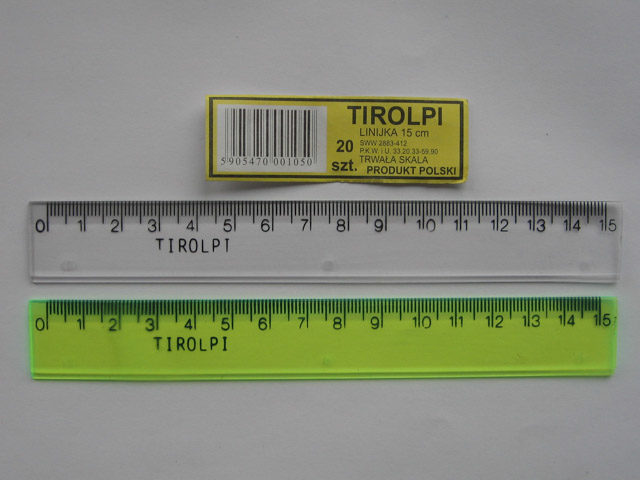 TIROLPI
LINIJKA 15 cm
SWW 2883-412
P.K.W. i U. 33.20.33-59.90
20 szt.
TRWAŁA SKALA
PRODUKT POLSKI
5905470 001050
0 1 2 3 4 5 6 7 8 9 10 11 12 13 14 15
TIROLPI
0 1 2 3 4 5 6 7 8 9 10 11 12 13 14 15
TIROLPI